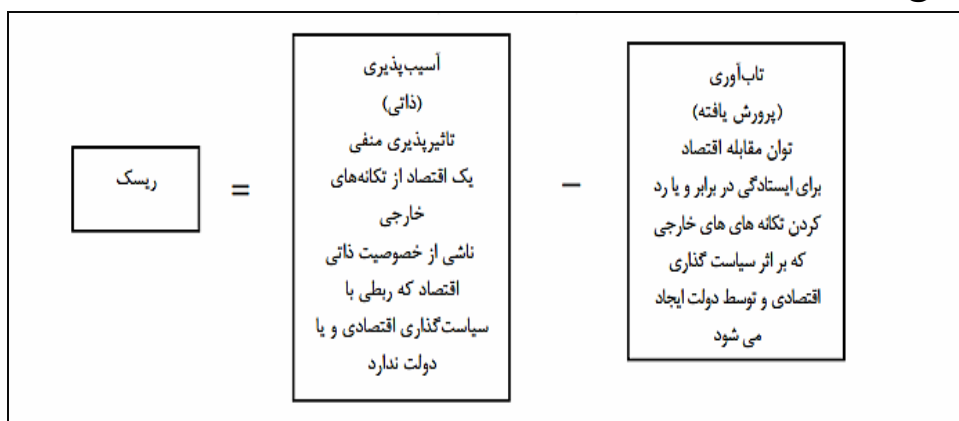 ریسک
=
آسیب‌پذیری
(ذاتی)
تاثیرپذیری منفی
یک اقتصاد از تکانه‌های
خارجی
ناشی از خصوصیت ذاتی
اقتصاد که ربطی با
سیاست‌گذاری اقتصادی و یا
دولت ندارد
–
تاب‌آوری
(پرورش یافته)
توان مقابله اقتصاد
برای ایستادگی در برابر و یا رد
کردن تکانه های های خارجی
که بر اثر سیاست گذاری
اقتصادی و توسط دولت ایجاد
می شود